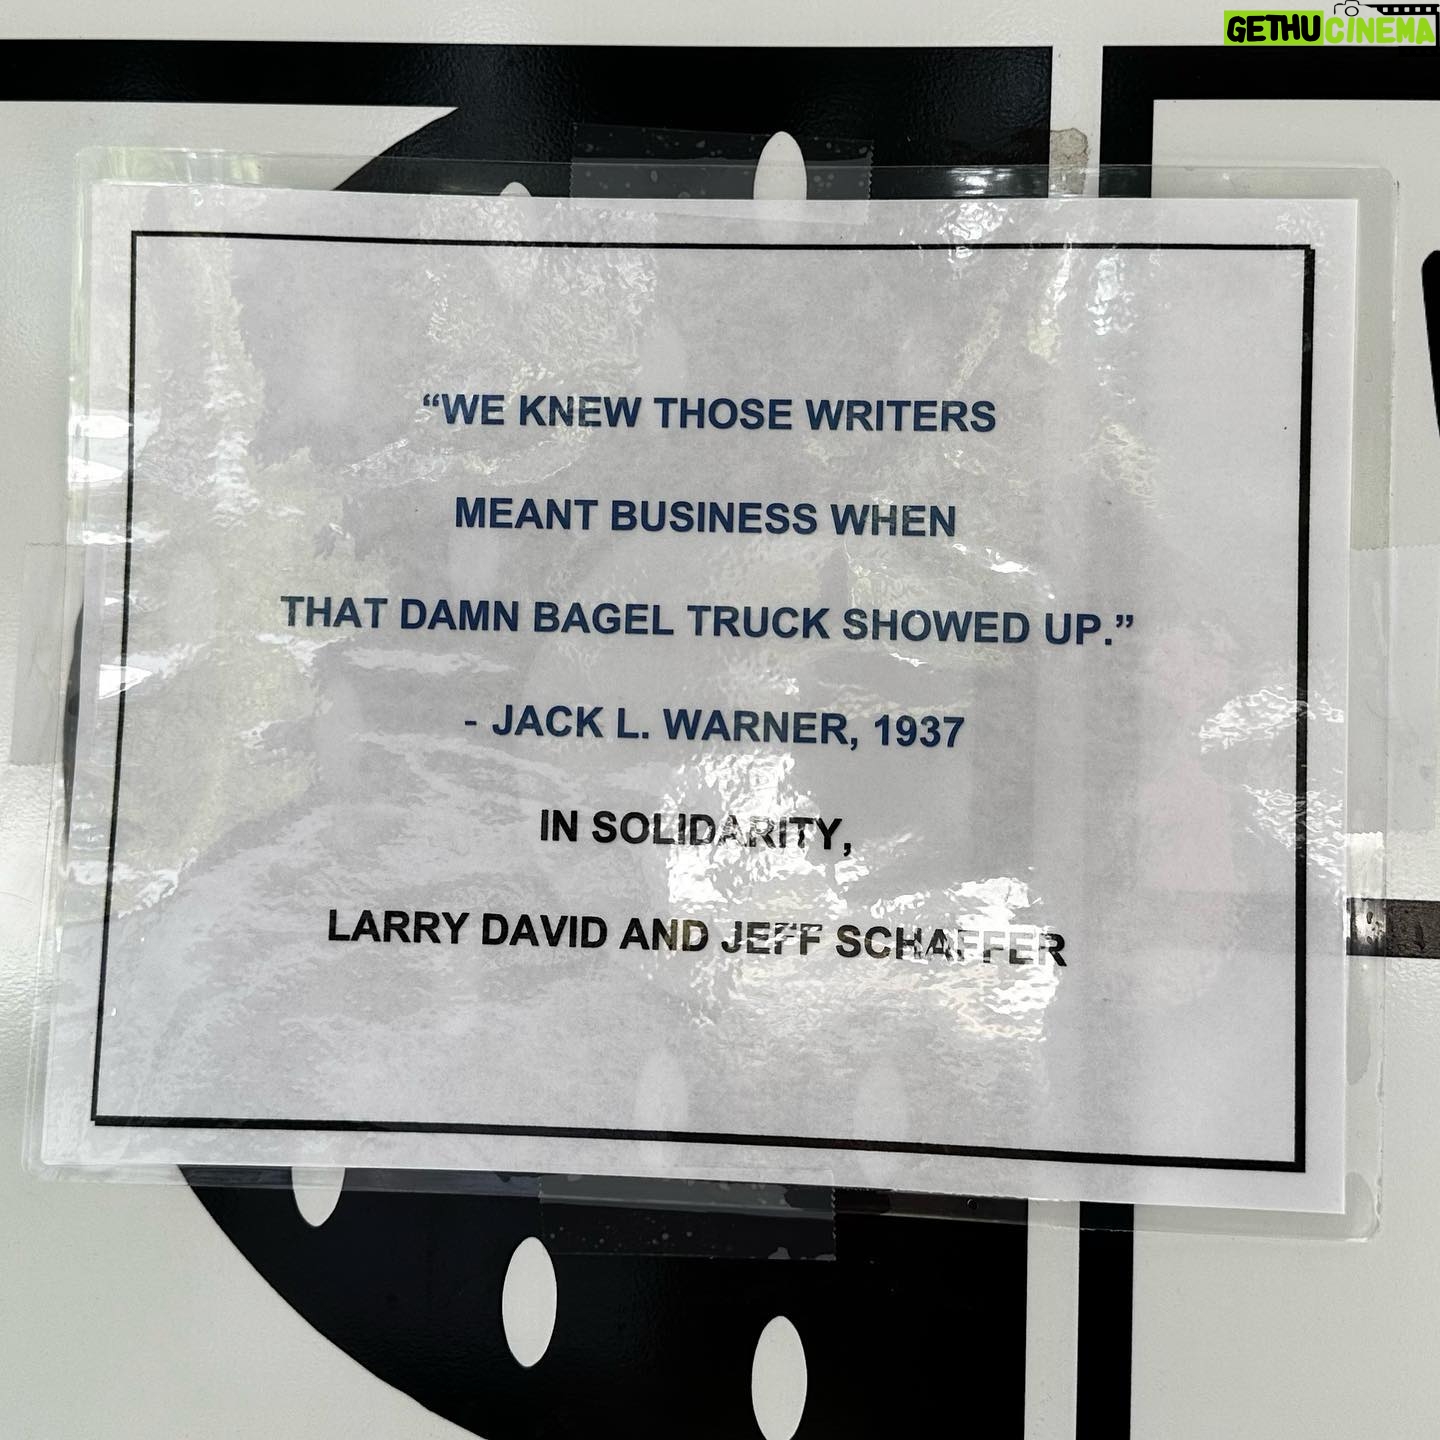 GETHUCINEMA
“WE KNEW THOSE WRITERS
MEANT BUSINESS WHEN
THAT DAMN BAGEL TRUCK SHOWED UP.”
- JACK L. WARNER, 1937
IN SOLIDARITY,
LARRY DAVID AND JEFF SCHAFFER